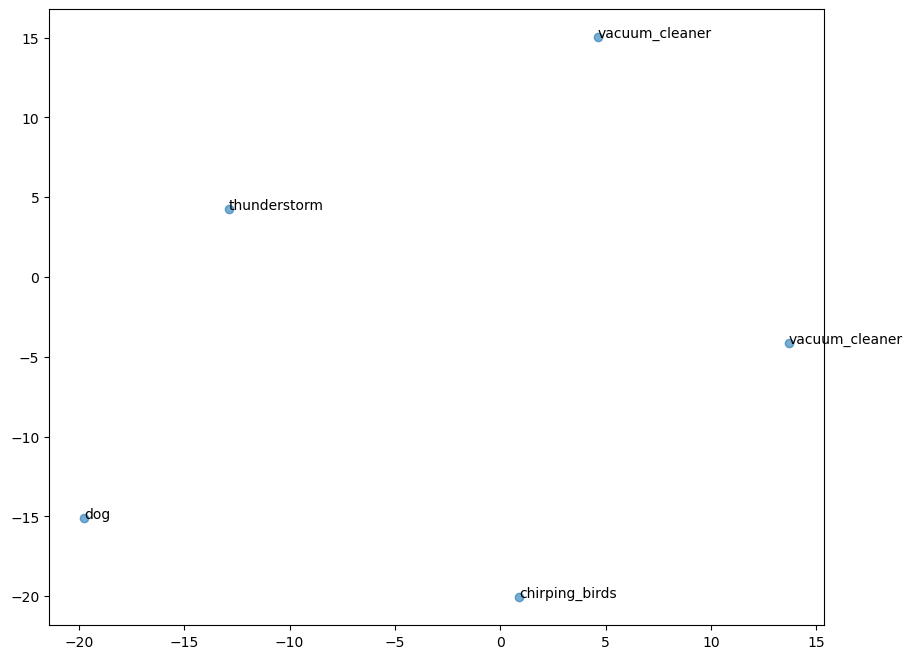 15
vacuum_cleaner
10
5
thunderstorm
0
−5
vacuum_cleaner
−10
−15
dog
−20
chirping_birds
−20 −15 −10 −5 0 5 10 15